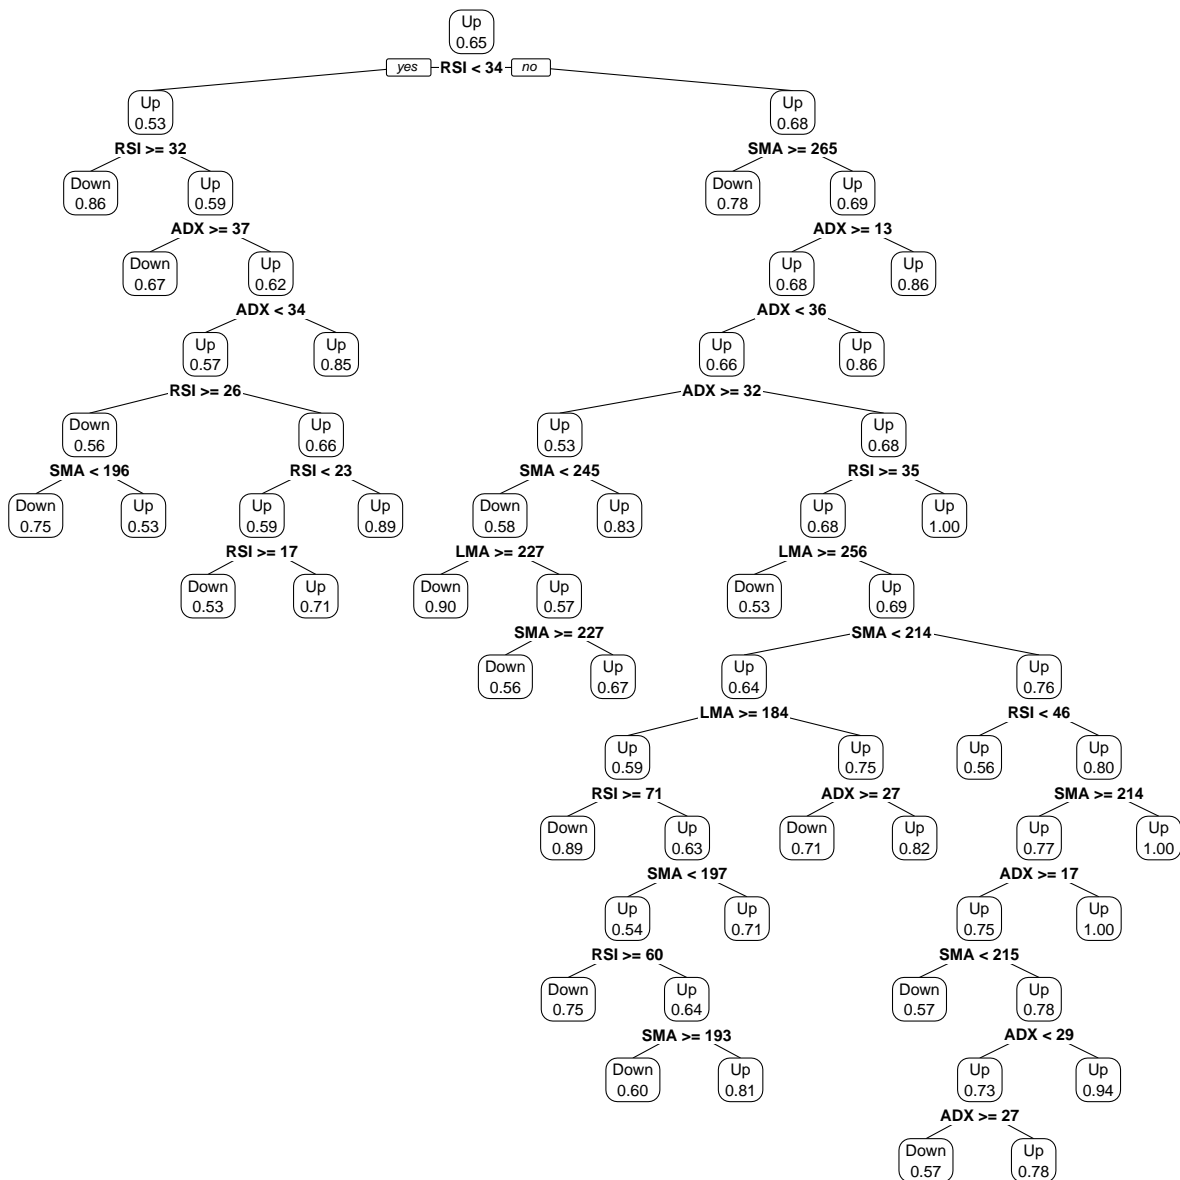 Up
0.65
yes RSI < 34 no
Up Up
0.53 0.68
RSI >= 32 SMA >= 265
Down Up Down Up
0.86 0.59 0.78 0.69
ADX >= 37 ADX >= 13
Down Up Up Up
0.67 0.62 0.68 0.86
ADX < 34 ADX < 36
Up Up Up Up
0.57 0.85 0.66 0.86
RSI >= 26 ADX >= 32
Down Up Up Up
0.56 0.66 0.53 0.68
SMA < 196 RSI < 23 SMA < 245 RSI >= 35
Down Up Up Up Down Up Up Up
0.75 0.53 0.59 0.89 0.58 0.83 0.68 1.00
RSI >= 17 LMA >= 227 LMA >= 256
Down Up Down Up Down Up
0.53 0.71 0.90 0.57 0.53 0.69
SMA >= 227 SMA < 214
Down Up Up Up
0.56 0.67 0.64 0.76
LMA >= 184 RSI < 46
Up Up Up Up
0.59 0.75 0.56 0.80
RSI >= 71 ADX >= 27 SMA >= 214
Down Up Down Up Up Up
0.89 0.63 0.71 0.82 0.77 1.00
SMA < 197 ADX >= 17
Up Up Up Up
0.54 0.71 0.75 1.00
RSI >= 60 SMA < 215
Down Up Down Up
0.75 0.64 0.57 0.78
SMA >= 193 ADX < 29
Down Up Up Up
0.60 0.81 0.73 0.94
ADX >= 27
Down Up
0.57 0.78